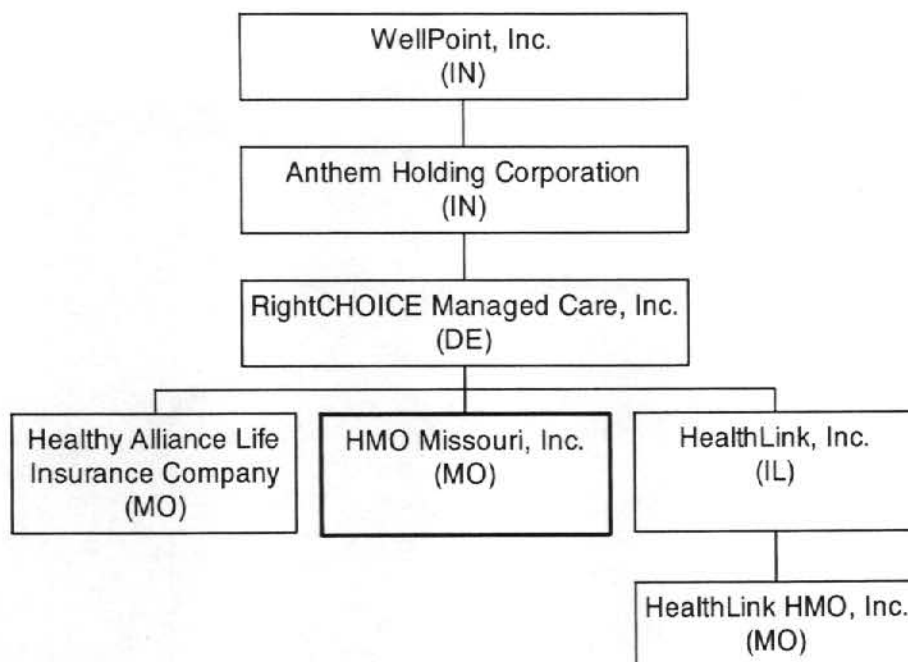 WellPoint, Inc.
(IN)
Anthem Holding Corporation
(IN)
RightCHOICE Managed Care, Inc.
(DE)
Healthy Alliance Life
Insurance Company
(MO)
HMO Missouri, Inc.
(MO)
HealthLink, Inc.
(IL)
HealthLink HMO, Inc.
(MO)